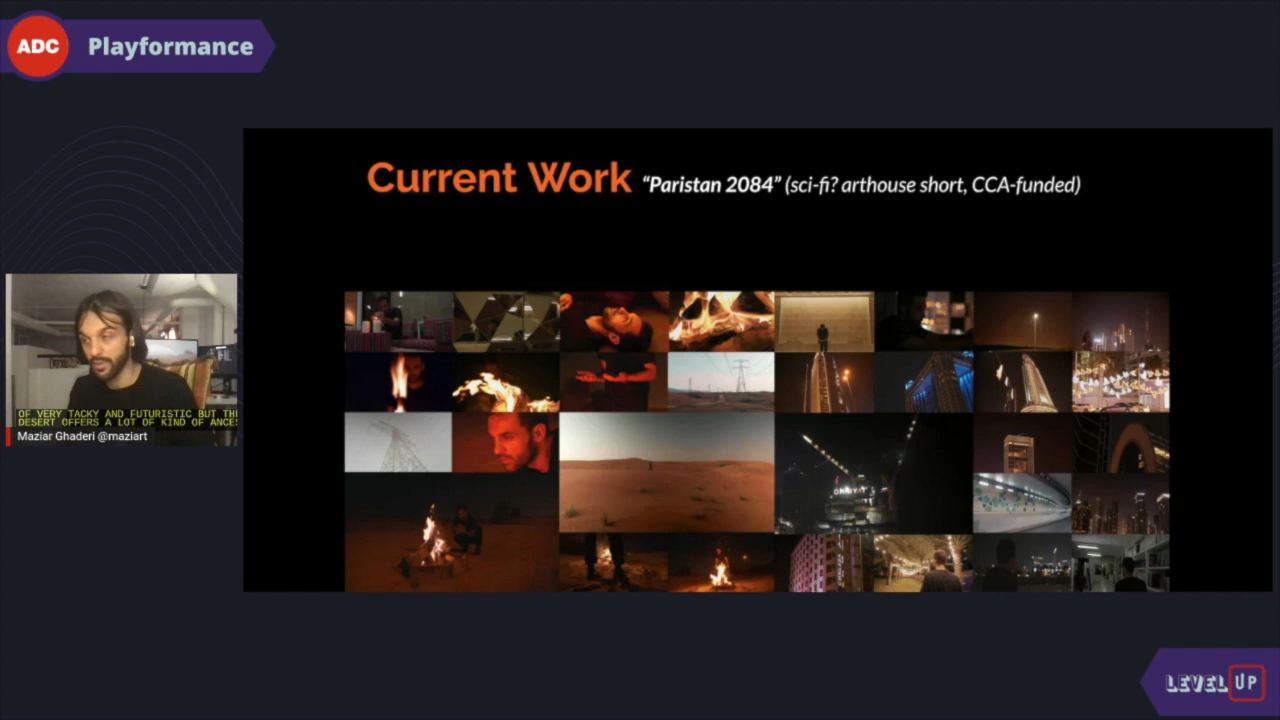 ADC
Playformance
Current Work “Paristan 2084” (sci-fi? arthouse short, CCA-funded)
OF VERY TACKY AND FUTURISTIC BUT THE
DESERT OFFERS A LOT OF KIND OF ANCES
Maziar Ghaderi @maziart
LEVEL UP